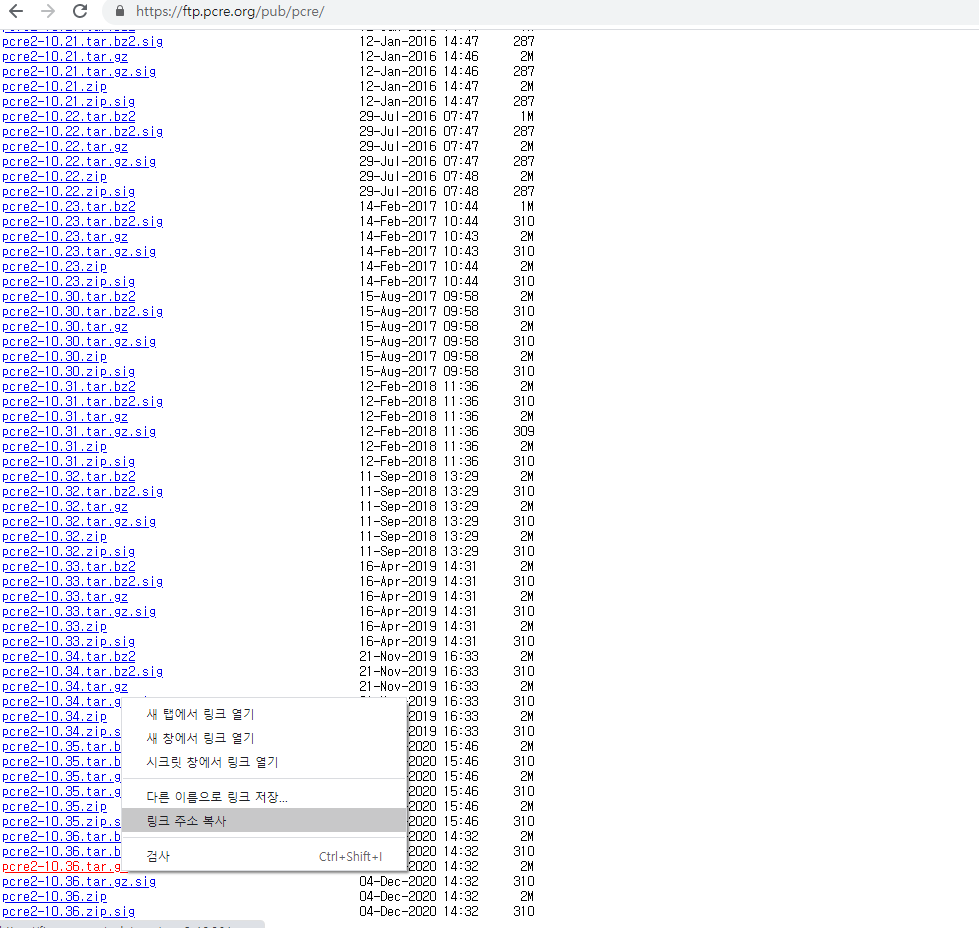 https://ftp.pcre.org/pub/pcre/
pcre2-10.21.tar.bz2.sig 12-Jan-2016 14:47 287
pcre2-10.21.tar.gz 12-Jan-2016 14:46 2M
pcre2-10.21.tar.gz.sig 12-Jan-2016 14:46 287
pcre2-10.21.zip 12-Jan-2016 14:47 2M
pcre2-10.21.zip.sig 12-Jan-2016 14:47 287
pcre2-10.22.tar.bz2 29-Jul-2016 07:47 1M
pcre2-10.22.tar.bz2.sig 29-Jul-2016 07:47 287
pcre2-10.22.tar.gz 29-Jul-2016 07:47 2M
pcre2-10.22.tar.gz.sig 29-Jul-2016 07:47 287
pcre2-10.22.zip 29-Jul-2016 07:48 2M
pcre2-10.22.zip.sig 29-Jul-2016 07:48 287
pcre2-10.23.tar.bz2 14-Feb-2017 10:44 1M
pcre2-10.23.tar.bz2.sig 14-Feb-2017 10:44 310
pcre2-10.23.tar.gz 14-Feb-2017 10:43 2M
pcre2-10.23.tar.gz.sig 14-Feb-2017 10:43 310
pcre2-10.23.zip 14-Feb-2017 10:44 2M
pcre2-10.23.zip.sig 14-Feb-2017 10:44 310
pcre2-10.30.tar.bz2 15-Aug-2017 09:58 2M
pcre2-10.30.tar.bz2.sig 15-Aug-2017 09:58 310
pcre2-10.30.tar.gz 15-Aug-2017 09:58 2M
pcre2-10.30.tar.gz.sig 15-Aug-2017 09:58 310
pcre2-10.30.zip 15-Aug-2017 09:58 2M
pcre2-10.30.zip.sig 15-Aug-2017 09:58 310
pcre2-10.31.tar.bz2 12-Feb-2018 11:36 2M
pcre2-10.31.tar.bz2.sig 12-Feb-2018 11:36 310
pcre2-10.31.tar.gz 12-Feb-2018 11:36 2M
pcre2-10.31.tar.gz.sig 12-Feb-2018 11:36 309
pcre2-10.31.zip 12-Feb-2018 11:36 2M
pcre2-10.31.zip.sig 12-Feb-2018 11:36 310
pcre2-10.32.tar.bz2 11-Sep-2018 13:29 2M
pcre2-10.32.tar.bz2.sig 11-Sep-2018 13:29 310
pcre2-10.32.tar.gz 11-Sep-2018 13:29 2M
pcre2-10.32.tar.gz.sig 11-Sep-2018 13:29 310
pcre2-10.32.zip 11-Sep-2018 13:29 2M
pcre2-10.32.zip.sig 11-Sep-2018 13:29 310
pcre2-10.33.tar.bz2 16-Apr-2019 14:31 2M
pcre2-10.33.tar.bz2.sig 16-Apr-2019 14:31 310
pcre2-10.33.tar.gz 16-Apr-2019 14:31 2M
pcre2-10.33.tar.gz.sig 16-Apr-2019 14:31 310
pcre2-10.33.zip 16-Apr-2019 14:31 2M
pcre2-10.33.zip.sig 16-Apr-2019 14:31 310
pcre2-10.34.tar.bz2 21-Nov-2019 16:33 2M
pcre2-10.34.tar.bz2.sig 21-Nov-2019 16:33 310
pcre2-10.34.tar.gz 21-Nov-2019 16:33 2M
pcre2-10.34.tar.g 2019 16:33 310
pcre2-10.34.zip 2019 16:33 2M
pcre2-10.34.zip.s 2019 16:33 310
pcre2-10.35.tar.b 2020 15:46 2M
pcre2-10.35.tar.b 2020 15:46 310
pcre2-10.35.tar.g 2020 15:46 2M
pcre2-10.35.tar.g 2020 15:46 310
pcre2-10.35.zip 2020 15:46 2M
pcre2-10.35.zip.s 2020 15:46 310
pcre2-10.36.tar.b 2020 14:32 2M
pcre2-10.36.tar.b 2020 14:32 310
pcre2-10.36.tar.g 2020 14:32 2M
pcre2-10.36.tar.gz.sig 04-Dec-2020 14:32 310
pcre2-10.36.zip 04-Dec-2020 14:32 2M
pcre2-10.36.zip.sig 04-Dec-2020 14:32 310
새 탭에서 링크 열기
새 창에서 링크 열기
시크릿 창에서 링크 열기
다른 이름으로 링크 저장...
링크 주소 복사
검사 Ctrl+Shift+I